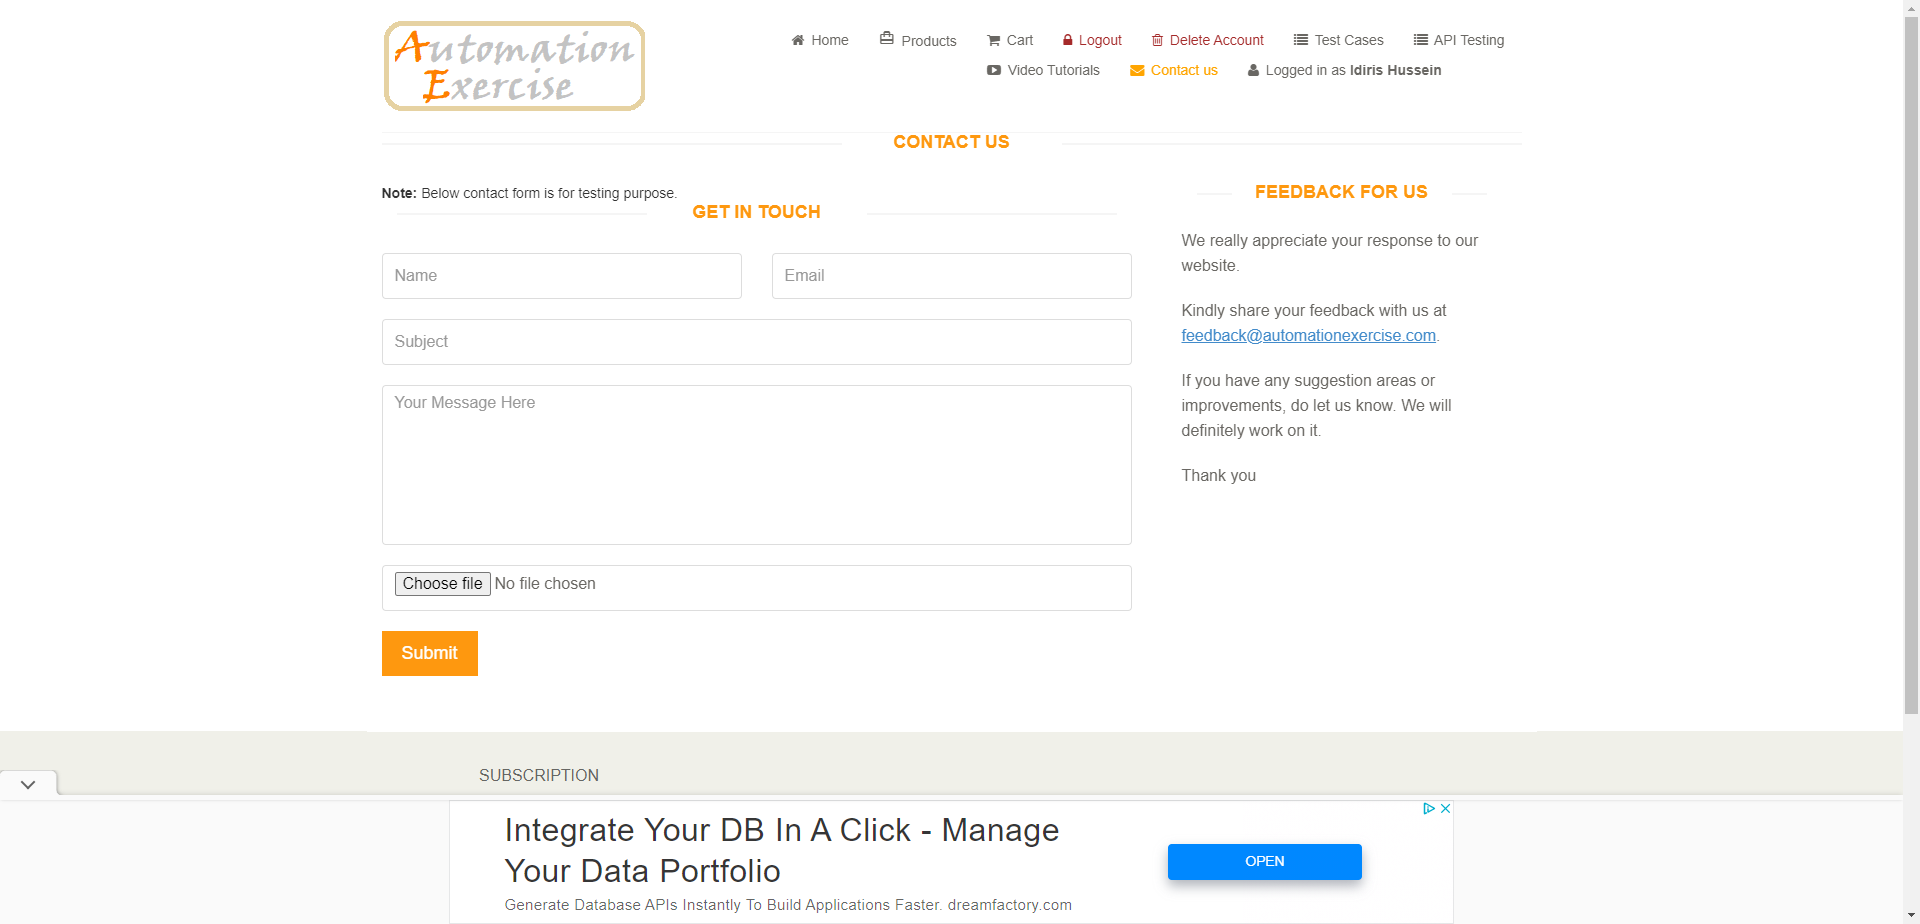 Automation
Exercise
Home
Products
Cart
Logout
Delete Account
Test Cases
API Testing
Video Tutorials
Contact us
Logged in as Idiris Hussein
CONTACT US
Note: Below contact form is for testing purpose.
GET IN TOUCH
Name
Email
Subject
Your Message Here
Choose file No file chosen
Submit
FEEDBACK FOR US
We really appreciate your response to our
website.
Kindly share your feedback with us at
feedback@automationexercise.com.
If you have any suggestion areas or
improvements, do let us know. We will
definitely work on it.
Thank you
SUBSCRIPTION
Integrate Your DB In A Click - Manage
Your Data Portfolio
Generate Database APIs Instantly To Build Applications Faster. dreamfactory.com
OPEN